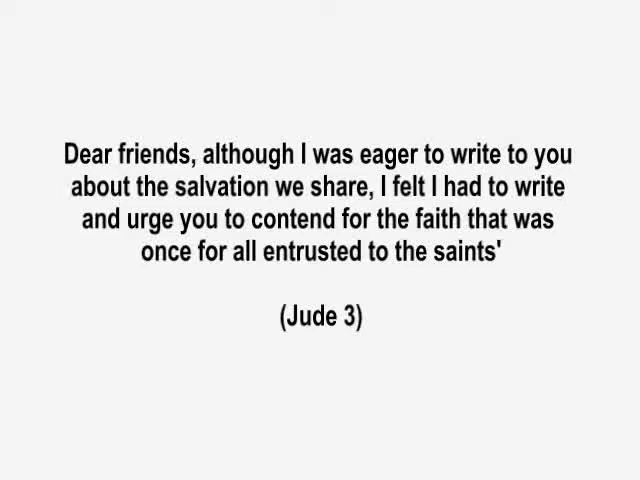 Dear friends, although I was eager to write to you
about the salvation we share, I felt I had to write
and urge you to contend for the faith that was
once for all entrusted to the saints'
(Jude 3)